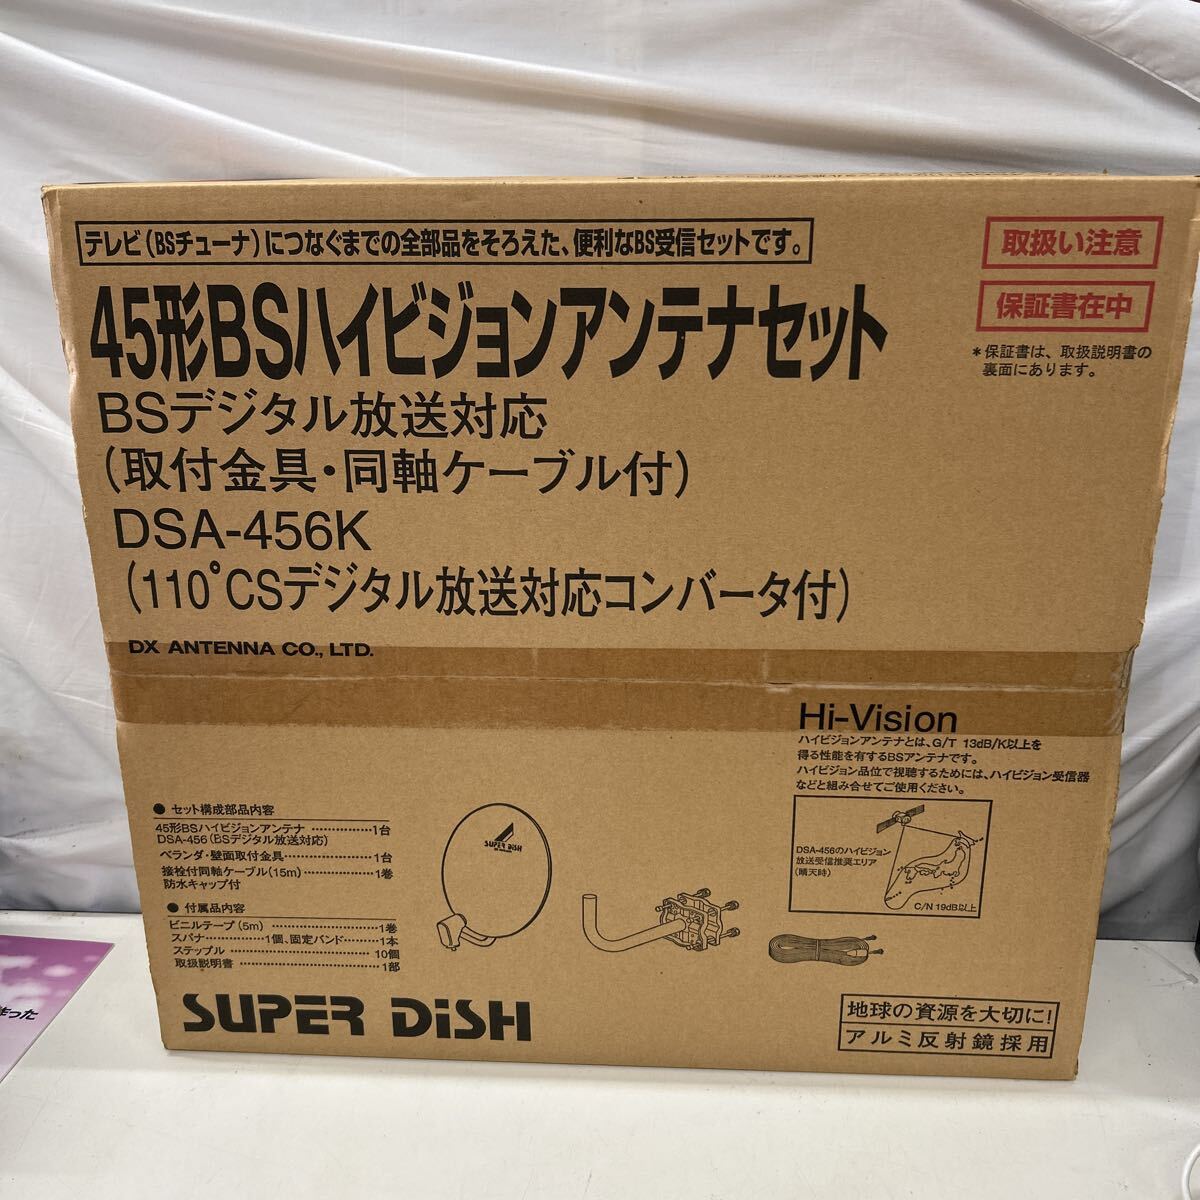 テレビ(BSチューナ)につなぐまでの全部品をそろえた、便利なBS受信セットです。
取扱い注意
保証書在中
*保証書は、取扱説明書の
裏面にあります。
45形BSハイビジョンアンテナセット
BSデジタル放送対応
(取付金具・同軸ケーブル付)
DSA-456K
(110°CSデジタル放送対応コンバータ付)
DX ANTENNA CO., LTD.
Hi-Vision
ハイビジョンアンテナとは、G/T 13dB/K以上を
得る性能を有するBSアンテナです。
ハイビジョン品位で視聴するためには、ハイビジョン受信器
などと組み合せてご使用ください。
DSA-456のハイビジョン
放送受信推奨エリア
(晴天時)
C/N 19dB以上
● セット構成部品内容
45形BSハイビジョンアンテナ ……………1台
DSA-456(BSデジタル放送対応)
ベランダ・壁面取付金具………………1台
接栓付同軸ケーブル(15m)……………1巻
防水キャップ付
● 付属品内容
ビニルテープ(5m)……………………1巻
スパナ……………1個、固定バンド……1本
ステップル………………………………10個
取扱説明書………………………………1部
SUPER DiSH
SUPER DiSH
地球の資源を大切に!
アルミ反射鏡採用
作った